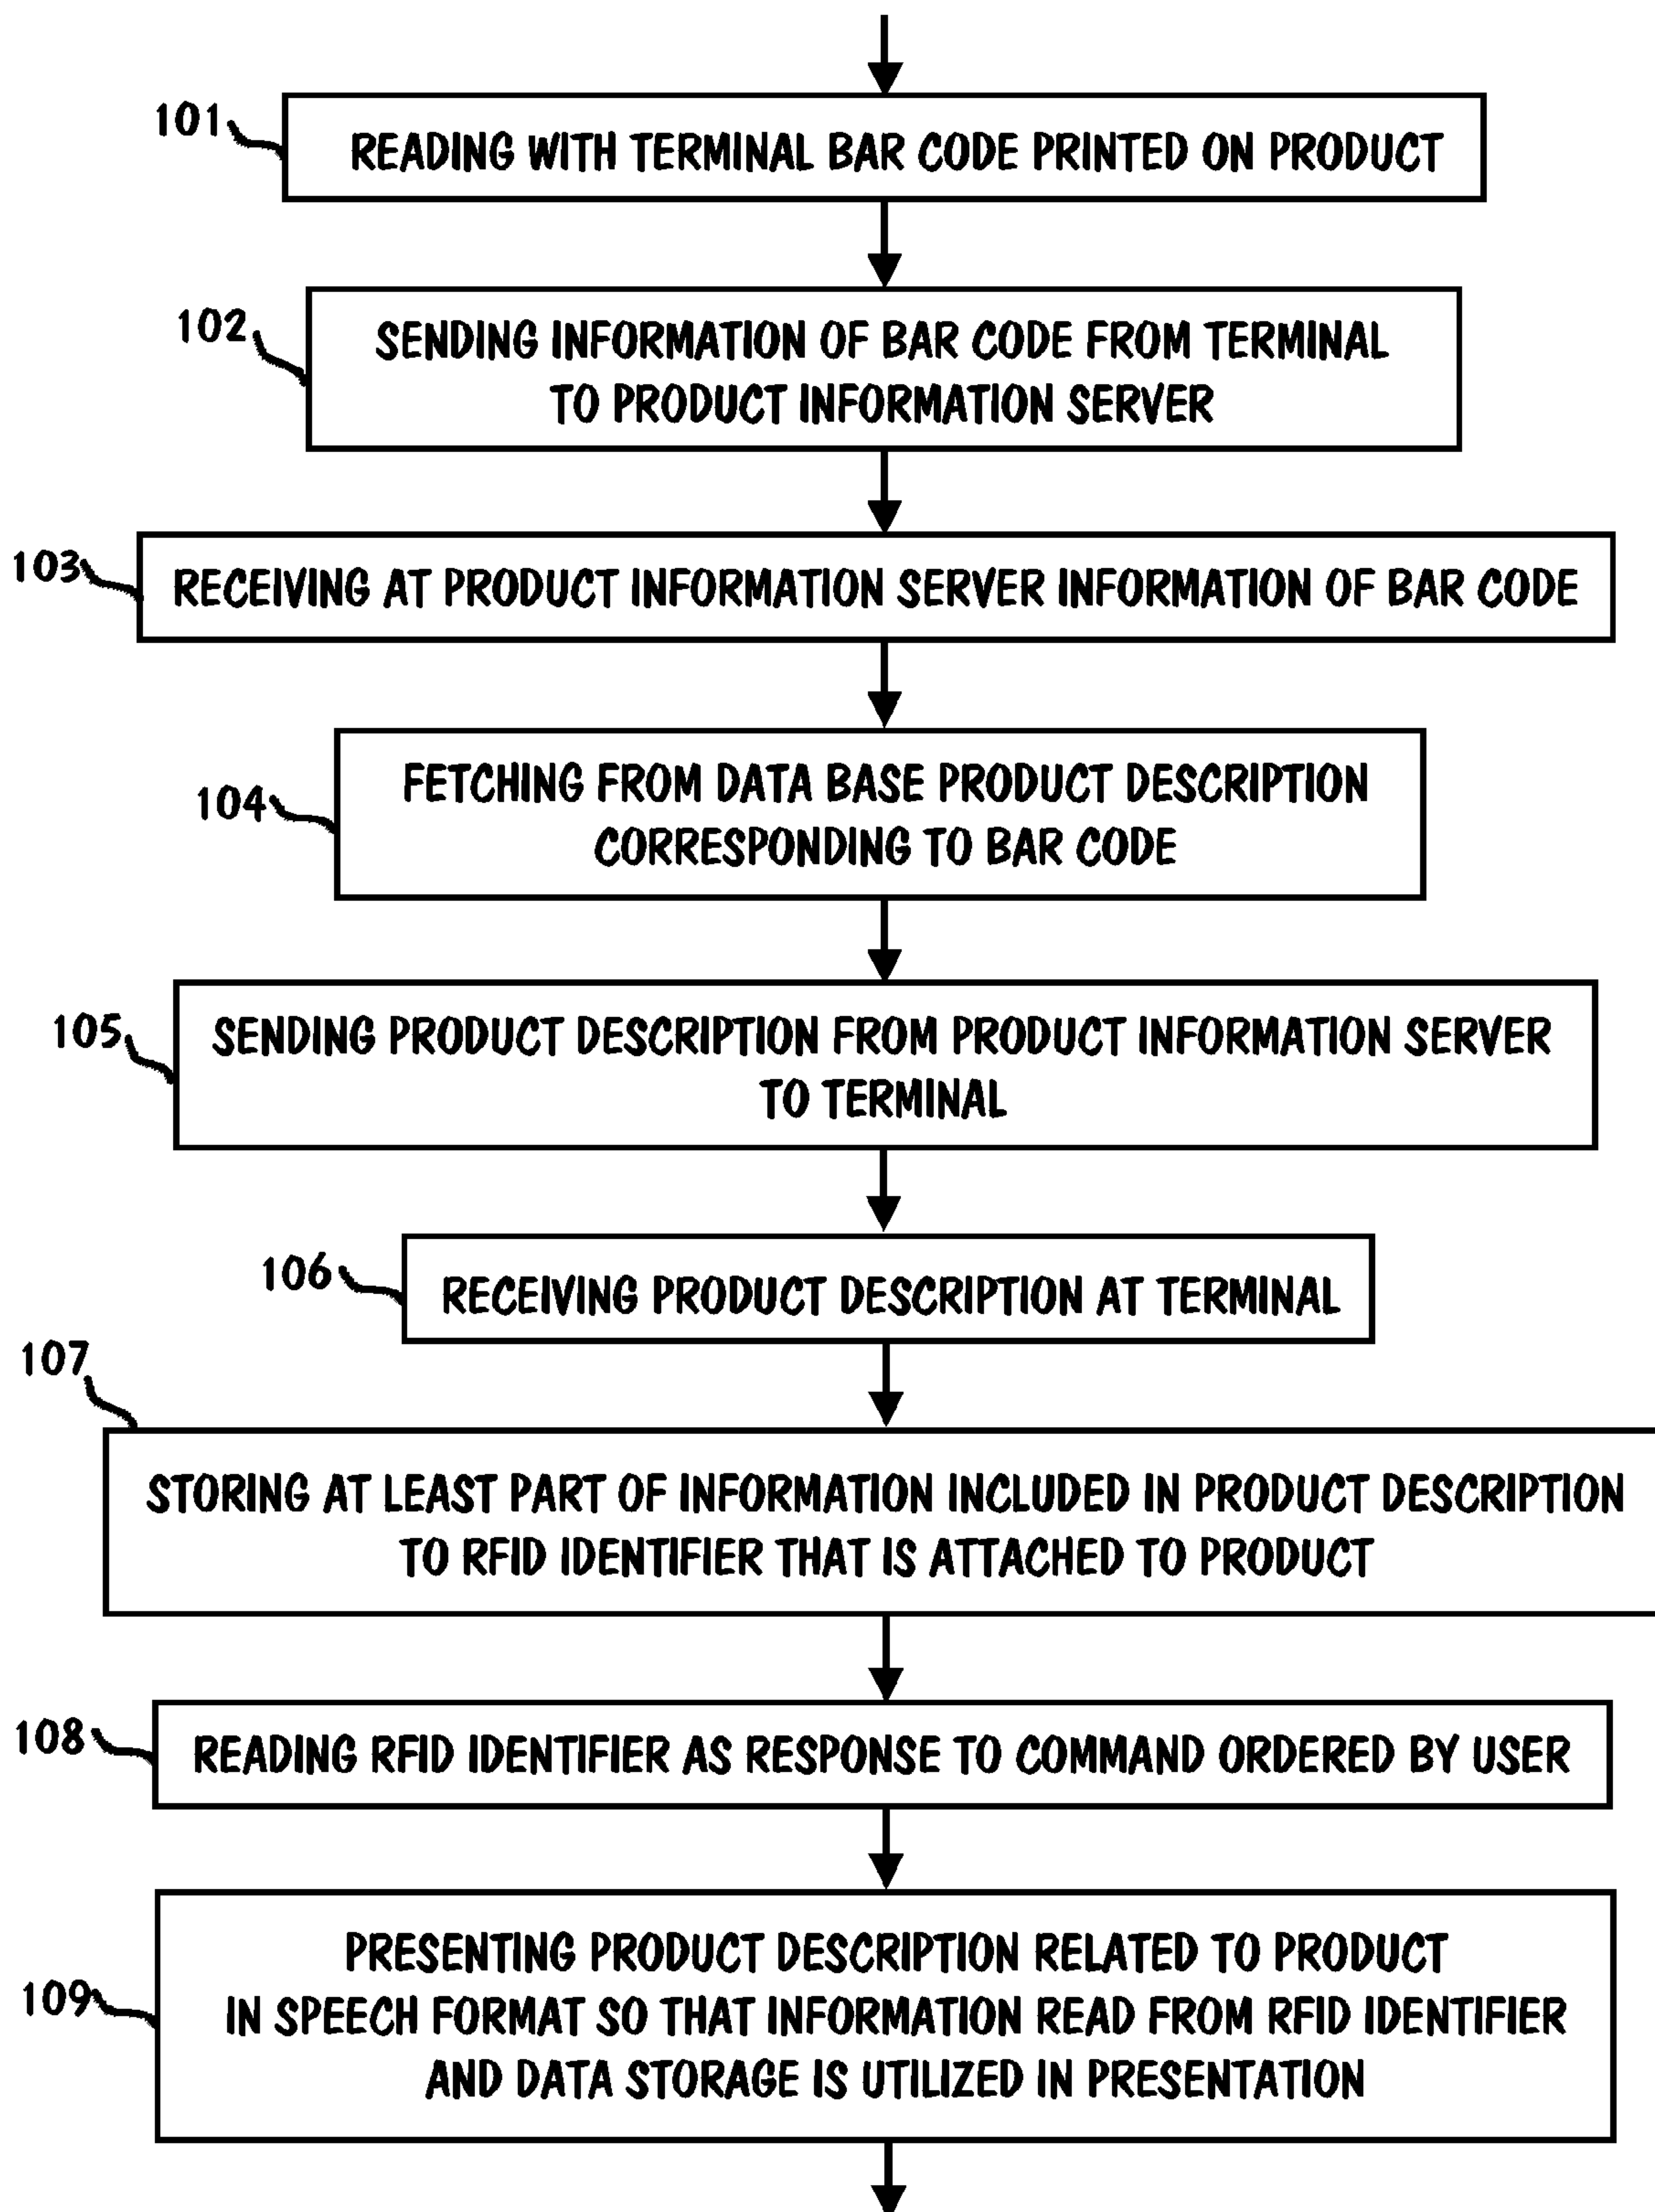 101
READING WITH TERMINAL BAR CODE PRINTED ON PRODUCT
102
SENDING INFORMATION OF BAR CODE FROM TERMINAL
TO PRODUCT INFORMATION SERVER
103
RECEIVING AT PRODUCT INFORMATION SERVER INFORMATION OF BAR CODE
104
FETCHING FROM DATA BASE PRODUCT DESCRIPTION
CORRESPONDING TO BAR CODE
105
SENDING PRODUCT DESCRIPTION FROM PRODUCT INFORMATION SERVER
TO TERMINAL
106
RECEIVING PRODUCT DESCRIPTION AT TERMINAL
107
STORING AT LEAST PART OF INFORMATION INCLUDED IN PRODUCT DESCRIPTION
TO RFID IDENTIFIER THAT IS ATTACHED TO PRODUCT
108
READING RFID IDENTIFIER AS RESPONSE TO COMMAND ORDERED BY USER
109
PRESENTING PRODUCT DESCRIPTION RELATED TO PRODUCT
IN SPEECH FORMAT SO THAT INFORMATION READ FROM RFID IDENTIFIER
AND DATA STORAGE IS UTILIZED IN PRESENTATION